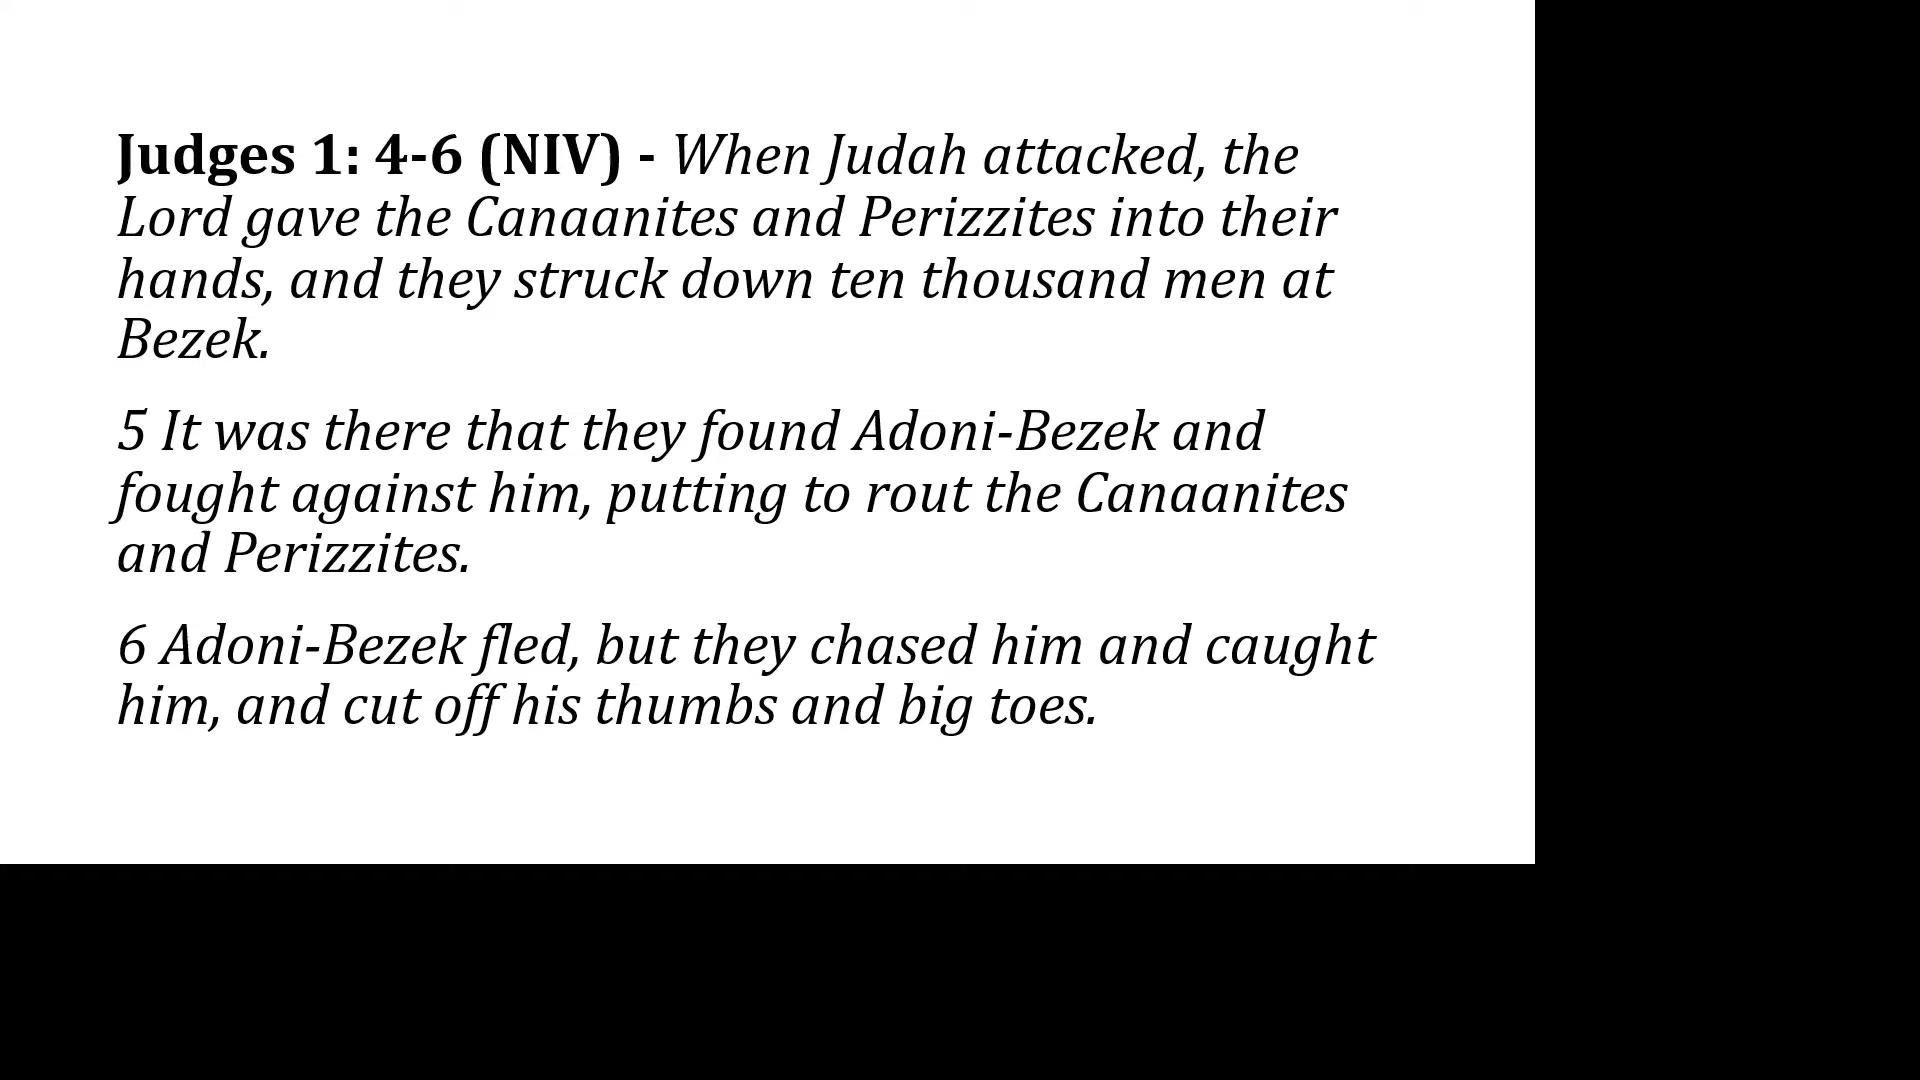 Judges 1: 4-6 (NIV) - When Judah attacked, the
Lord gave the Canaanites and Perizzites into their
hands, and they struck down ten thousand men at
Bezek.
5 It was there that they found Adoni-Bezek and
fought against him, putting to rout the Canaanites
and Perizzites.
6 Adoni-Bezek fled, but they chased him and caught
him, and cut off his thumbs and big toes.